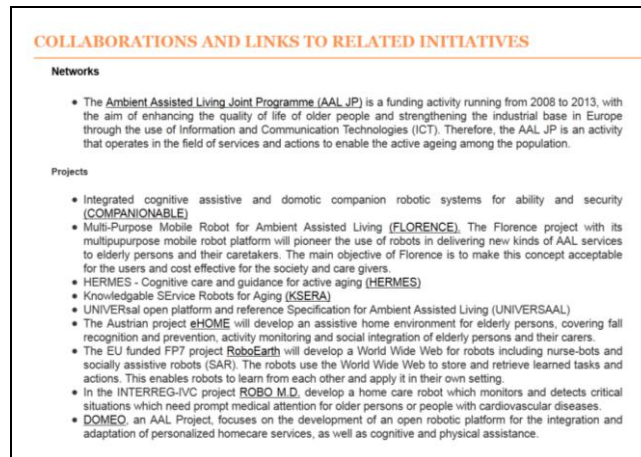 COLLABORATIONS AND LINKS TO RELATED INITIATIVES
Networks
• The Ambient Assisted Living Joint Programme (AAL JP) is a funding activity running from 2008 to 2013, with
the aim of enhancing the quality of life of older people and strengthening the industrial base in Europe
through the use of Information and Communication Technologies (ICT). Therefore, the AAL JP is an activity
that operates in the field of services and actions to enable the active ageing among the population.
Projects
• Integrated cognitive assistive and domotic companion robotic systems for ability and security
(COMPANIONABLE)
• Multi-Purpose Mobile Robot for Ambient Assisted Living (FLORENCE). The Florence project with its
multipupurpose mobile robot platform will pioneer the use of robots in delivering new kinds of AAL services
to elderly persons and their caretakers. The main objective of Florence is to make this concept acceptable
for the users and cost effective for the society and care givers.
• HERMES - Cognitive care and guidance for active aging (HERMES)
• Knowledgable SErvice Robots for Aging (KSERA)
• UNIVERsal open platform and reference Specification for Ambient Assisted Living (UNIVERSAAL)
• The Austrian project eHOME will develop an assistive home environment for elderly persons, covering fall
recognition and prevention, activity monitoring and social integration of elderly persons and their carers.
• The EU funded FP7 project RoboEarth will develop a World Wide Web for robots including nurse-bots and
socially assistive robots (SAR). The robots use the World Wide Web to store and retrieve learned tasks and
actions. This enables robots to learn from each other and apply it in their own setting.
• In the INTERREG-IVC project ROBO M.D. develop a home care robot which monitors and detects critical
situations which need prompt medical attention for older persons or people with cardiovascular diseases.
• DOMEO, an AAL Project, focuses on the development of an open robotic platform for the integration and
adaptation of personalized homecare services, as well as cognitive and physical assistance.